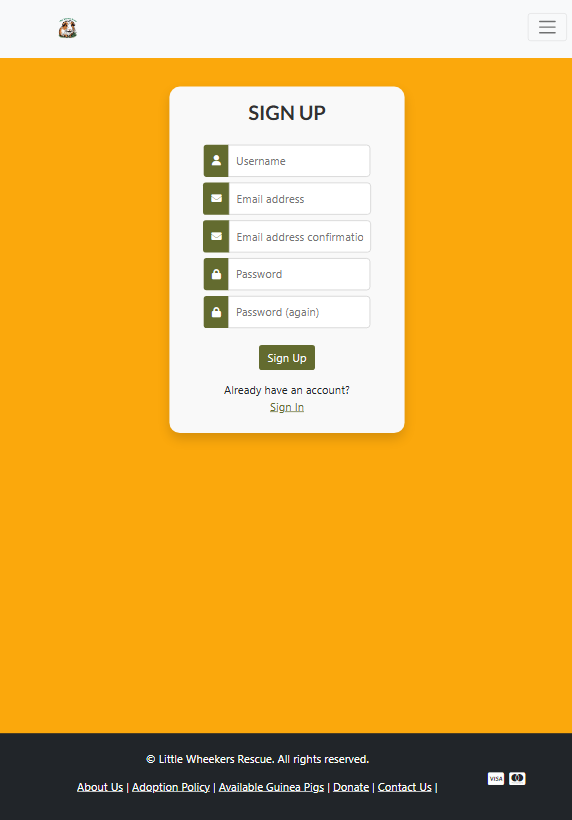 SIGN UP
Username
Email address
Email address confirmatio
Password
Password (again)
Sign Up
Already have an account?
Sign In
© Little Wheekers Rescue. All rights reserved.
About Us | Adoption Policy | Available Guinea Pigs | Donate | Contact Us |
VISA